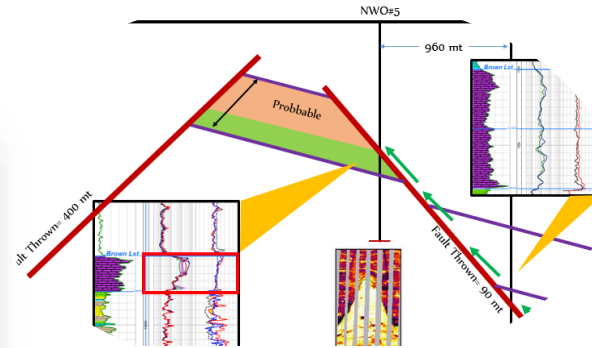 NWO#5
960 mt
Brown Lst.
Probbable
ult Thrown= 400 mt
Fault Thrown= 90 mt
Brown Lst.